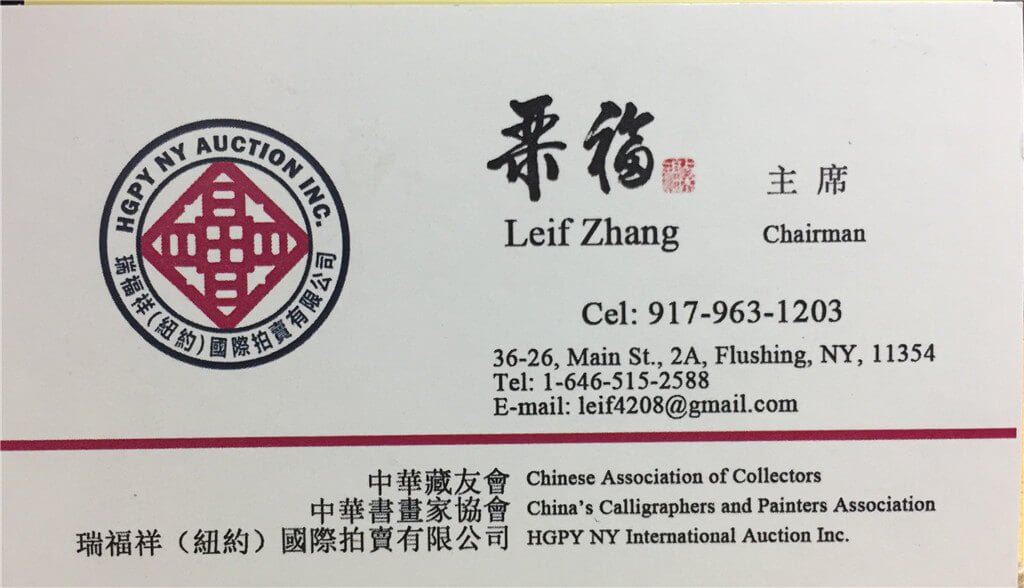 HGPY NY AUCTION INC.
瑞福祥(紐約)國際拍賣有限公司
福
主席
Leif Zhang
Chairman
Cel: 917-963-1203
36-26, Main St., 2A, Flushing, NY, 11354
Tel: 1-646-515-2588
E-mail: leif4208@gmail.com
中華藏友會 Chinese Association of Collectors
中華書畫家協會 China's Calligraphers and Painters Association
瑞福祥（紐約）國際拍賣有限公司 HGPY NY International Auction Inc.